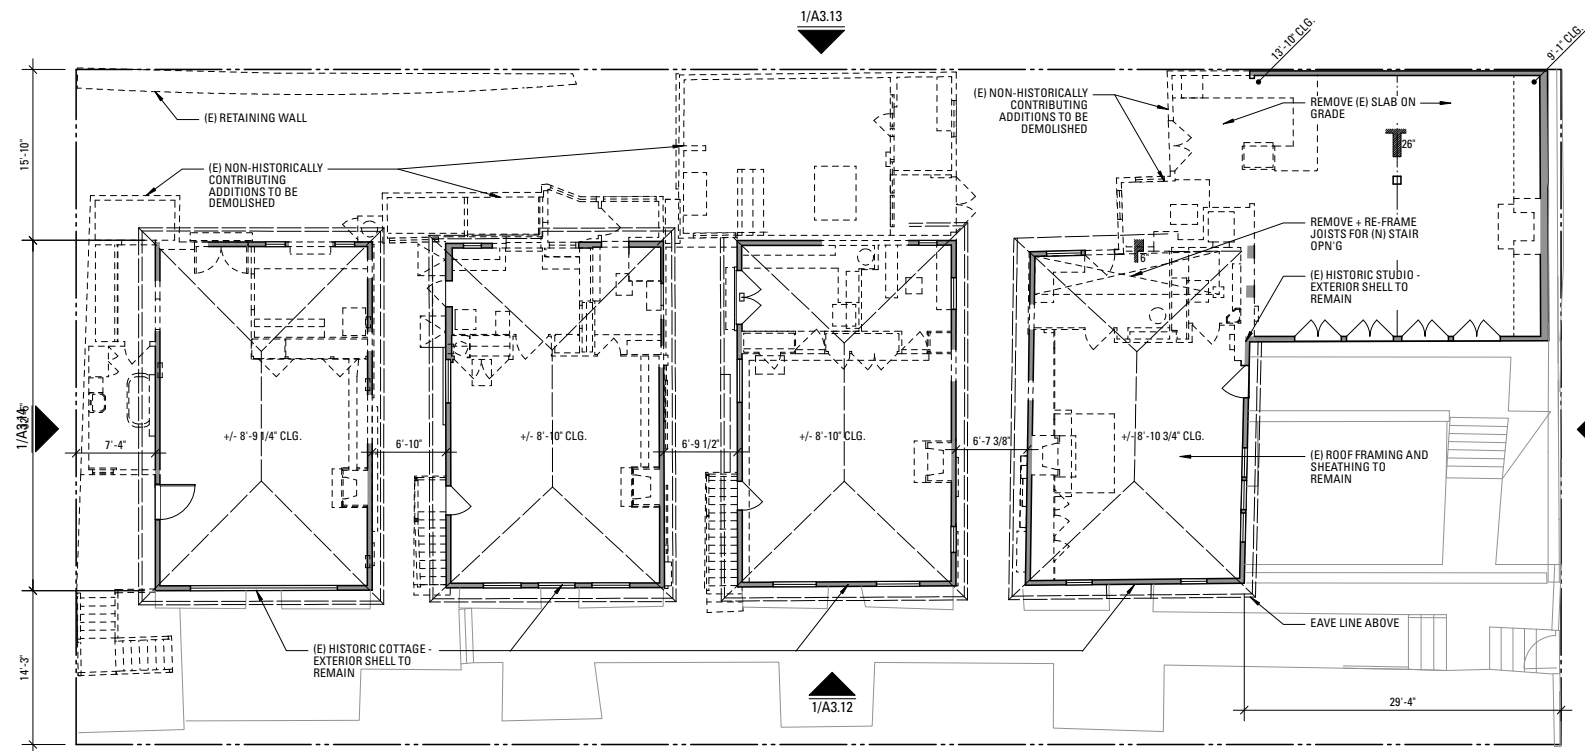 1/A3.13
13'-10" CLG.
9'-1" CLG.
(E) NON-HISTORICALLY
CONTRIBUTING
ADDITIONS TO BE
DEMOLISHED
REMOVE (E) SLAB ON
GRADE
(E) RETAINING WALL
26"
15'-10"
(E) NON-HISTORICALLY
CONTRIBUTING
ADDITIONS TO BE
DEMOLISHED
REMOVE + RE-FRAME
JOISTS FOR (N) STAIR
OPN'G
6"
(E) HISTORIC STUDIO -
EXTERIOR SHELL TO
REMAIN
1/A3.14
7'-4"
+/- 8'-9 1/4" CLG.
6'-10"
+/- 8'-10" CLG.
6'-9 1/2"
+/- 8'-10" CLG.
6'-7 3/8"
+/- 8'-10 3/4" CLG.
(E) ROOF FRAMING AND
SHEATHING TO
REMAIN
EAVE LINE ABOVE
(E) HISTORIC COTTAGE -
EXTERIOR SHELL TO
REMAIN
14'-3"
1/A3.12
29'-4"